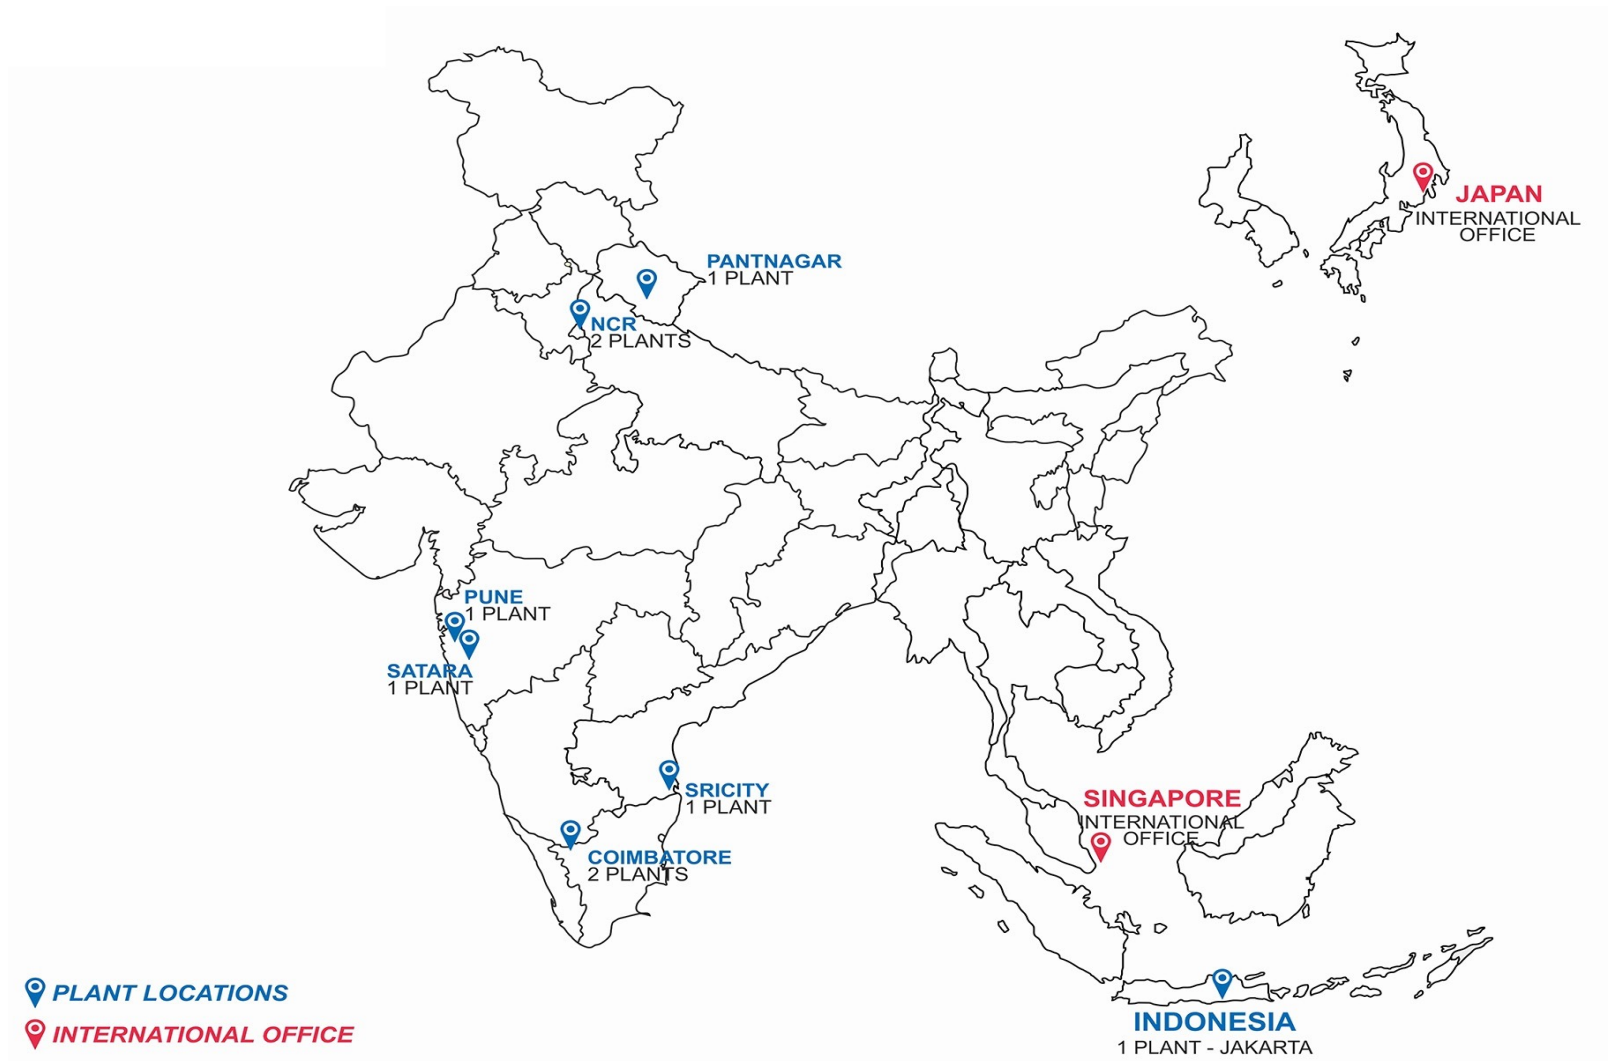 JAPAN
INTERNATIONAL
OFFICE
PANTNAGAR
1 PLANT
NCR
2 PLANTS
PUNE
1 PLANT
SATARA
1 PLANT
SRICITY
1 PLANT
SINGAPORE
INTERNATIONAL
OFFICE
COIMBATORE
2 PLANTS
PLANT LOCATIONS
INTERNATIONAL OFFICE
INDONESIA
1 PLANT - JAKARTA